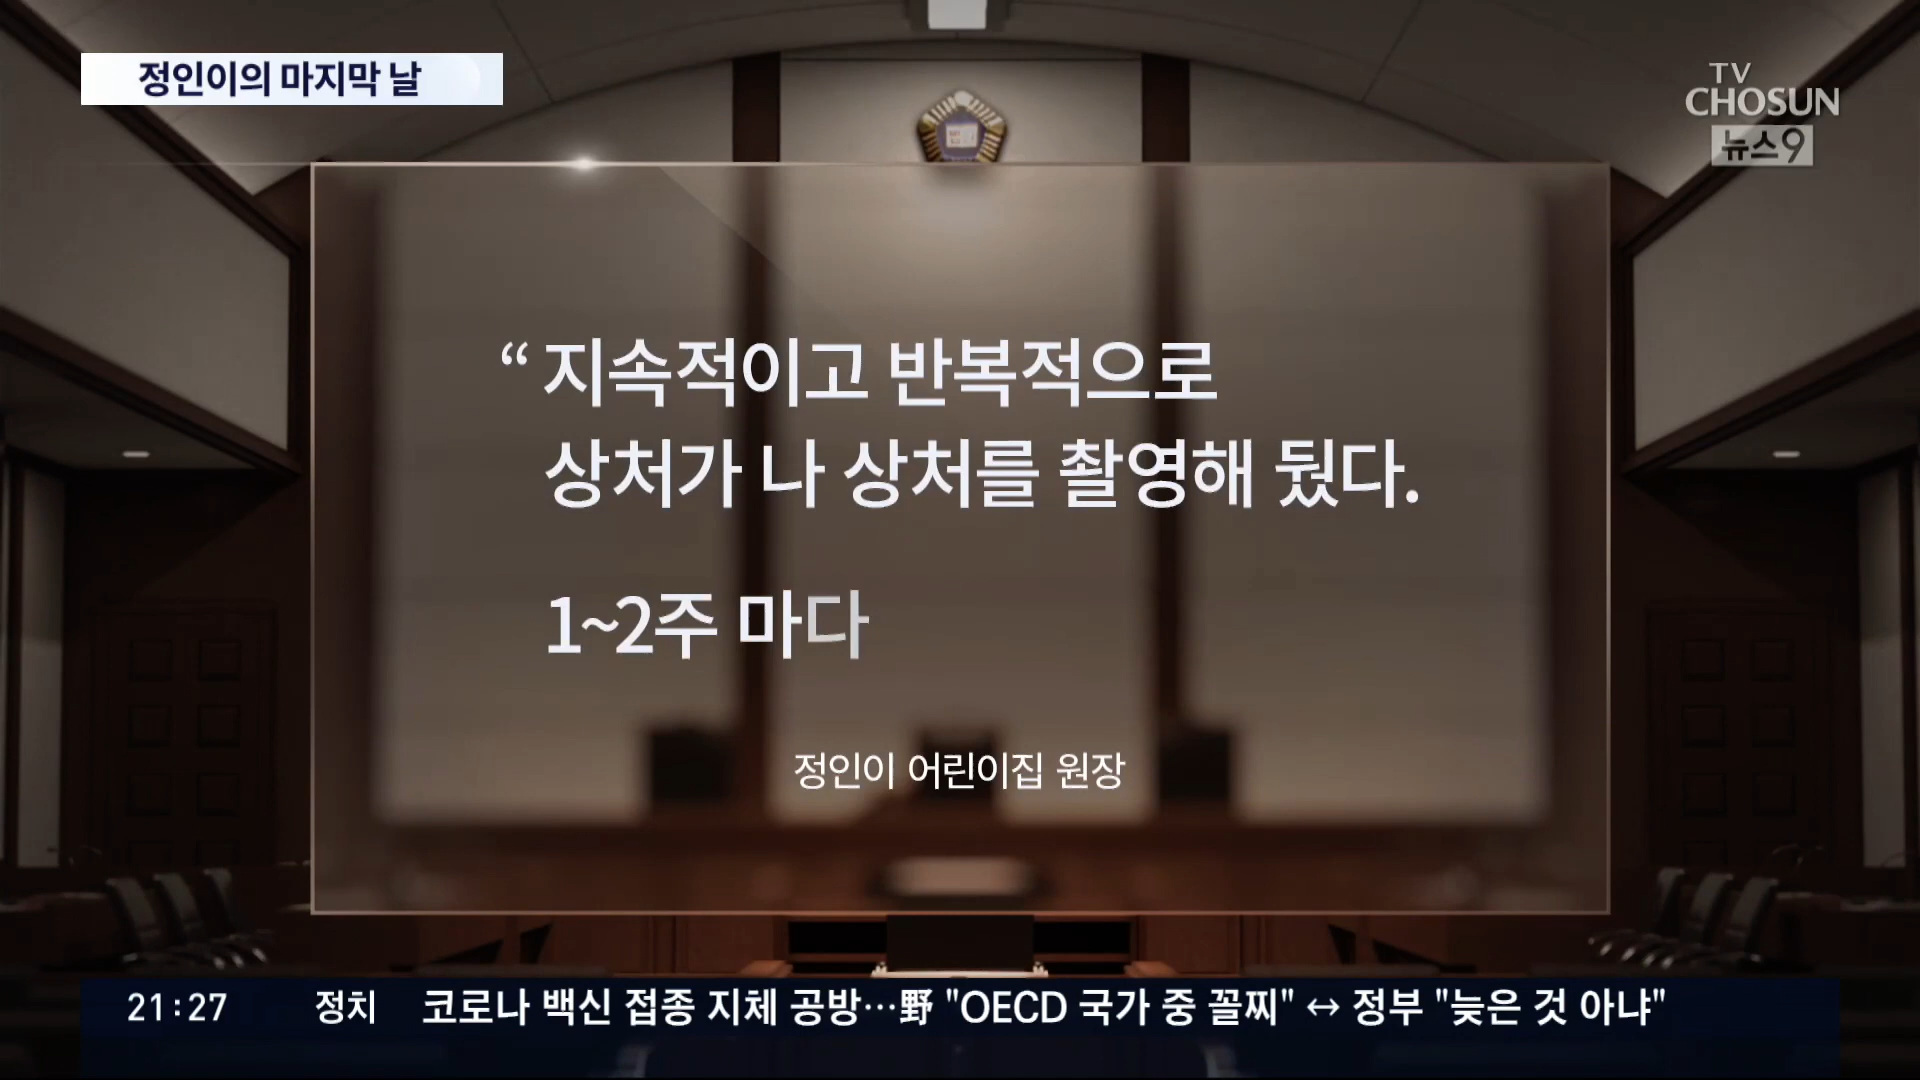 정인이의 마지막 날
TV
CHOSUN
뉴스9
“지속적이고 반복적으로
상처가 나 상처를 촬영해 뒀다.
1~2주 마다
정인이 어린이집 원장
21:27 정치 코로나 백신 접종 지체 공방…野 "OECD 국가 중 꼴찌" ↔ 정부 "늦은 것 아냐"